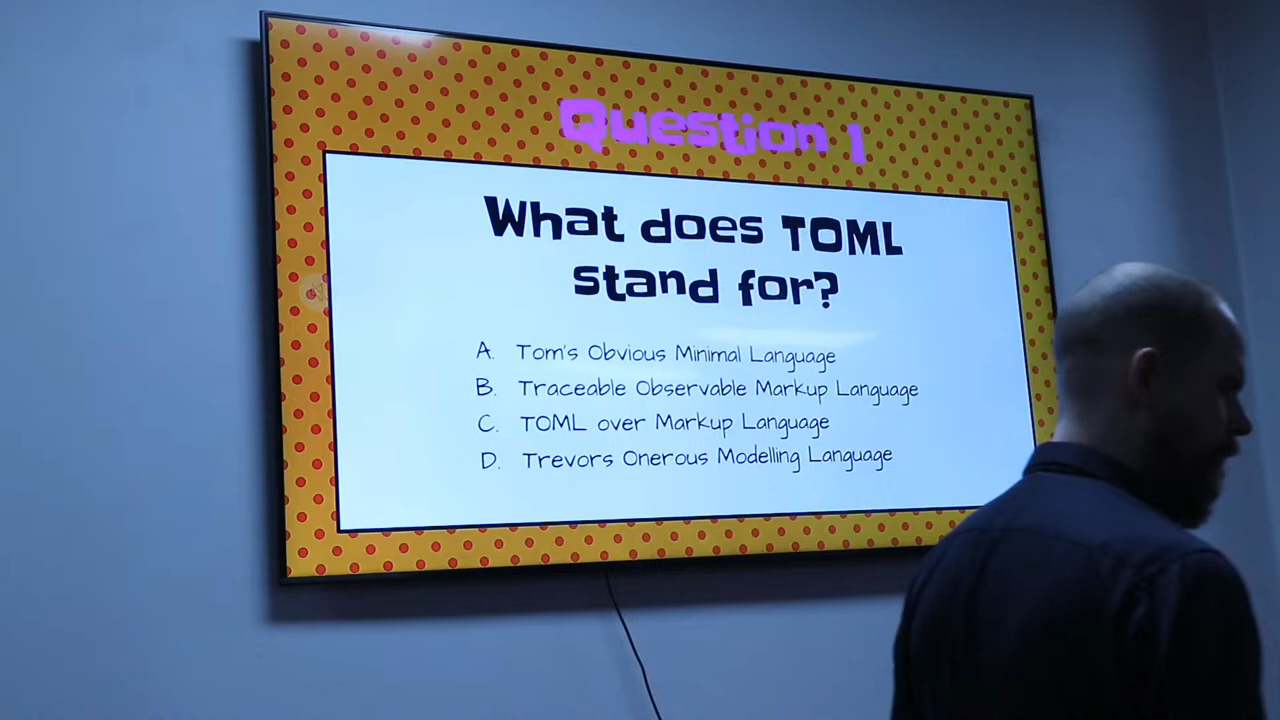 Question 1
What does TOML
stand for?
A. Tom's Obvious Minimal Language
B. Traceable Observable Markup Language
C. TOML over Markup Language
D. Trevors Onerous Modelling Language